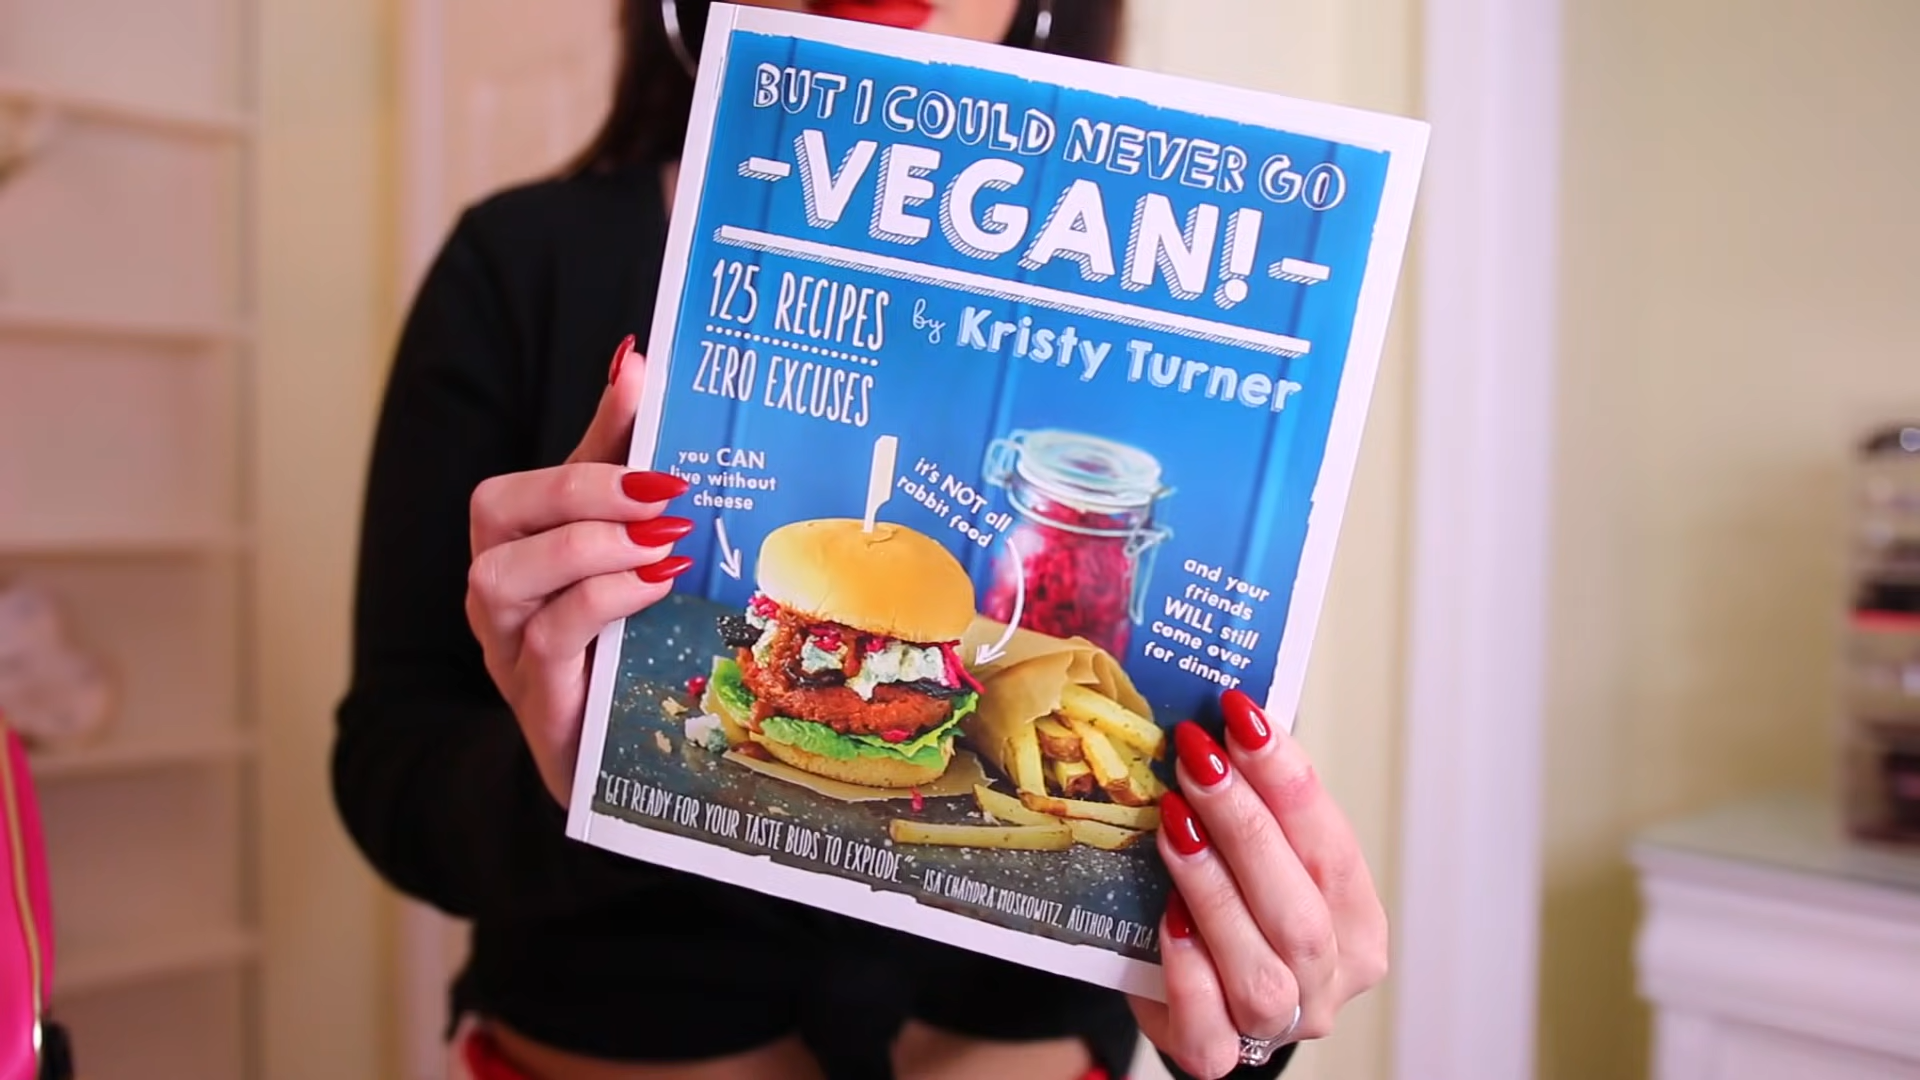 BUT I COULD NEVER GO
-VEGAN!-
125 RECIPES
ZERO EXCUSES
by Kristy Turner
you CAN
live without
cheese
it's NOT all
rabbit food
and your
friends
WILL still
come over
for dinner
"GET READY FOR YOUR TASTE BUDS TO EXPLODE." – ISA CHANDRA MOSKOWITZ, AUTHOR OF ISA